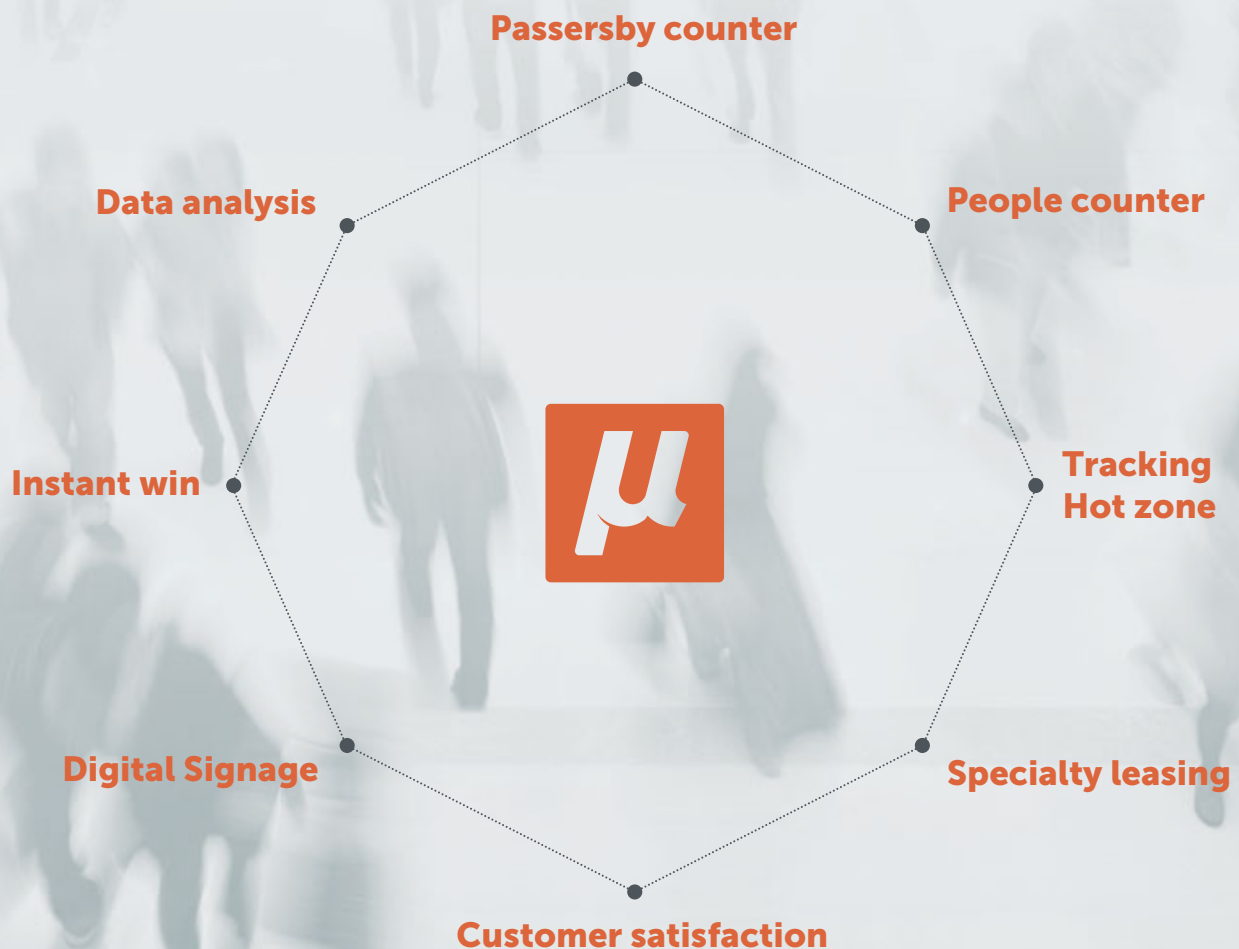 Passersby counter
Data analysis
People counter
Instant win
µ
Tracking
Hot zone
Digital Signage
Specialty leasing
Customer satisfaction